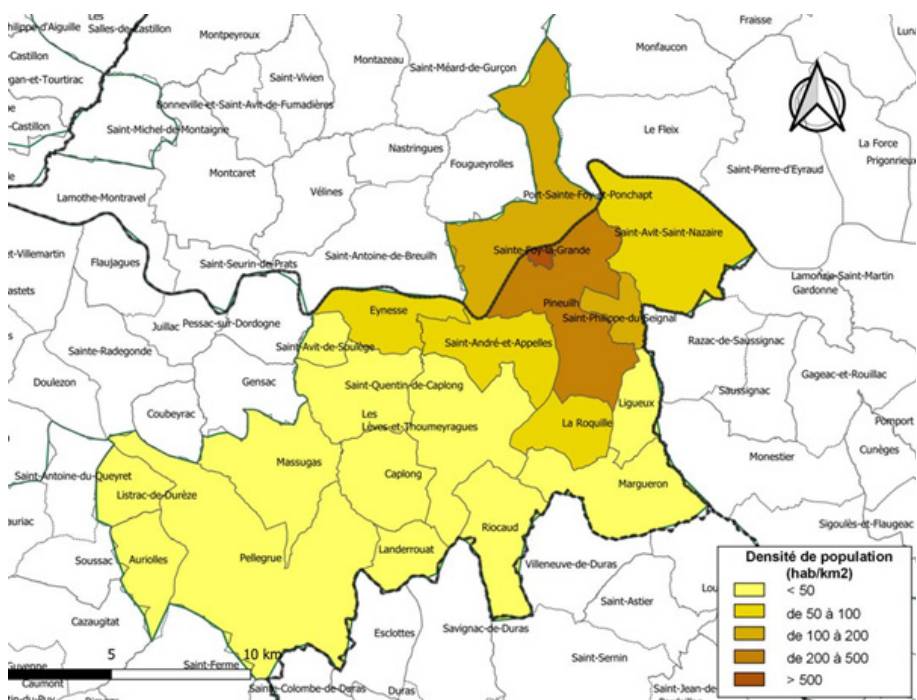 Philippe-d'Aiguille
Les
Salles-de-Castillon
Montpeyroux
Montazeau
Saint-Méard-de-Gurçon
Monfaucon
Fraisse
-Castillon
Saint-Vivien
Bonneville-et-Saint-Avit-de-Fumadières
-Castillon
Saint-Michel-de-Montaigne
Nastringues
Le Fleix
La Force
Prigonrieux
Montcaret
Fougueyrolles
Saint-Pierre-d'Eyraud
Lamothe-Montravel
Vélines
Port-Sainte-Foy-et-Ponchapt
Saint-Avit-Saint-Nazaire
et-Villemartin
Flaujagues
Saint-Seurin-de-Prats
Saint-Antoine-de-Breuilh
Sainte-Foy-la-Grande
Lamonzie-Saint-Martin
Gardonne
Pineuilh
Eynesse
Saint-Philippe-du-Seignal
Juillac
Pessac-sur-Dordogne
Sainte-Radegonde
Saint-Avit-de-Soulège
Saint-André-et-Appelles
Razac-de-Saussignac
Doulezon
Gensac
Saint-Quentin-de-Caplong
Saussignac
Gageac-et-Rouillac
Coubeyrac
Les
Lèves-et-Thoumeyragues
La Roquille
Ligueux
Pomport
Cunèges
Monestier
Saint-Antoine-du-Queyret
Massugas
Caplong
Margueron
Listrac-de-Durèze
Riocaud
Sigoulès-et-Flaugeac
Soussac
Auriolles
Pellegrue
Landerrouat
Villeneuve-de-Duras
Saint-Astier
Cazaugitat
Esclottes
Savignac-de-Duras
Saint-Sernin
Saint-Ferme
Caumont
Sainte-Colombe-de-Duras
Duras
5
10 km
Densité de population
(hab/km2)
< 50
de 50 à 100
de 100 à 200
de 200 à 500
> 500